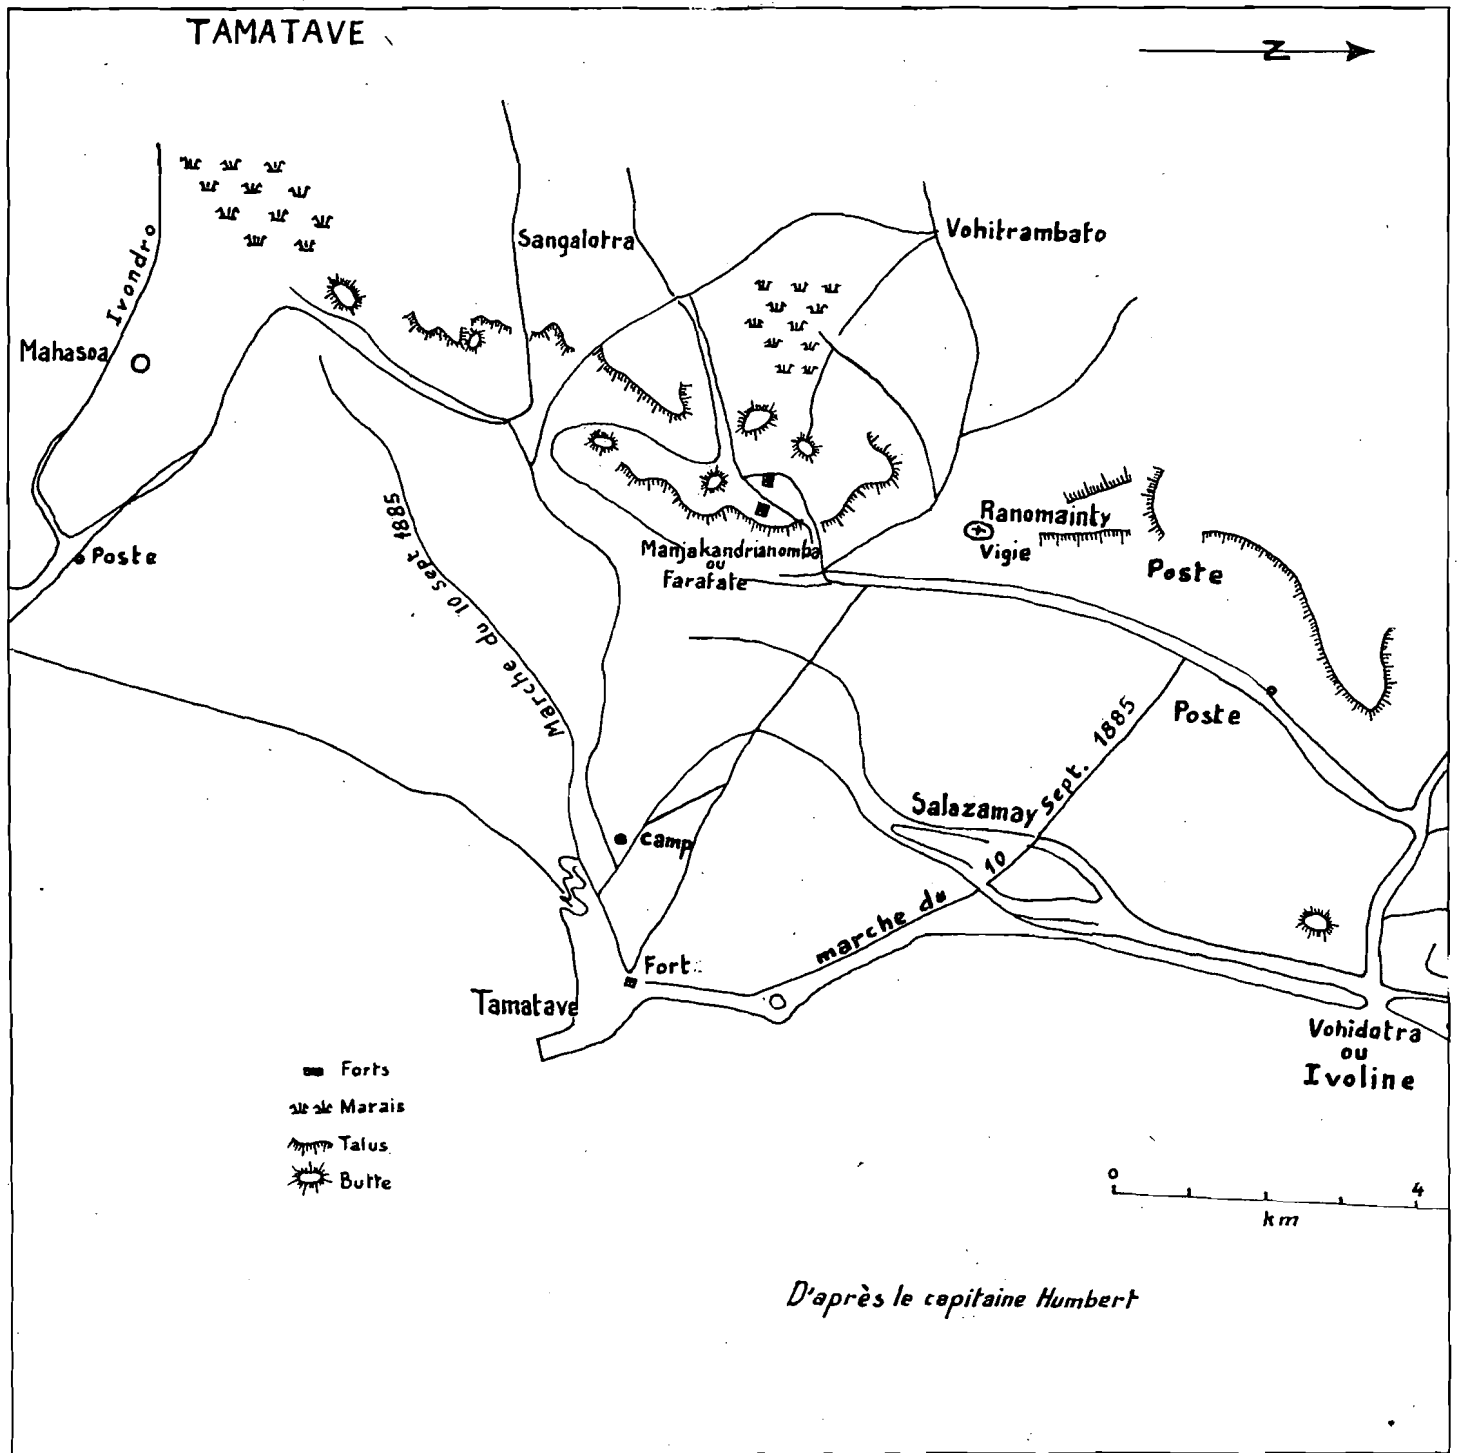 TAMATAVE
N
Ivondro
Sangalotra
Vohitrambato
Mahasoa
Marche du 10 Sept 1885
Ranomainty
Vigie
Poste
Manjakandrianomba
ou
Farafate
Poste
Poste
Salazamay
marche du 10 Sept. 1885
camp
Fort
Tamatave
Vohidotra
ou
Ivoline
Forts
Marais
Talus
Butte
0 4
km
D'après le capitaine Humbert